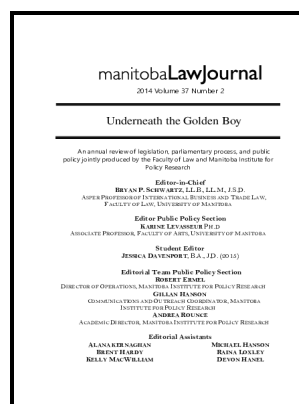 manitobaLawJournal
2014 Volume 37 Number 2
Underneath the Golden Boy
An annual review of legislation, parliamentary process, and public
policy jointly produced by the Faculty of Law and Manitoba Institute for
Policy Research
Editor-in-Chief
BRYAN P. SCHWARTZ, LL.B., LL.M., J.S.D.
ASPER PROFESSOR OF INTERNATIONAL BUSINESS AND TRADE LAW,
FACULTY OF LAW, UNIVERSITY OF MANITOBA
Editor Public Policy Section
KARINE LEVASSEUR PH.D
ASSOCIATE PROFESSOR, FACULTY OF ARTS, UNIVERSITY OF MANITOBA
Student Editor
JESSICA DAVENPORT, B.A., J.D. (2015)
Editorial Team Public Policy Section
ROBERT ERMEL
DIRECTOR OF OPERATIONS, MANITOBA INSTITUTE FOR POLICY RESEARCH
GILLIAN HANSON
COMMUNICATIONS AND OUTREACH COORDINATOR, MANITOBA
INSTITUTE FOR POLICY RESEARCH
ANDREA ROUNCE
ACADEMIC DIRECTOR, MANITOBA INSTITUTE FOR POLICY RESEARCH
Editorial Assistants
ALANA KERNAGHAN MICHAEL HANSON
BRENT HARDY RAINA LOXLEY
KELLY MACWILLIAM DEVON HANEL